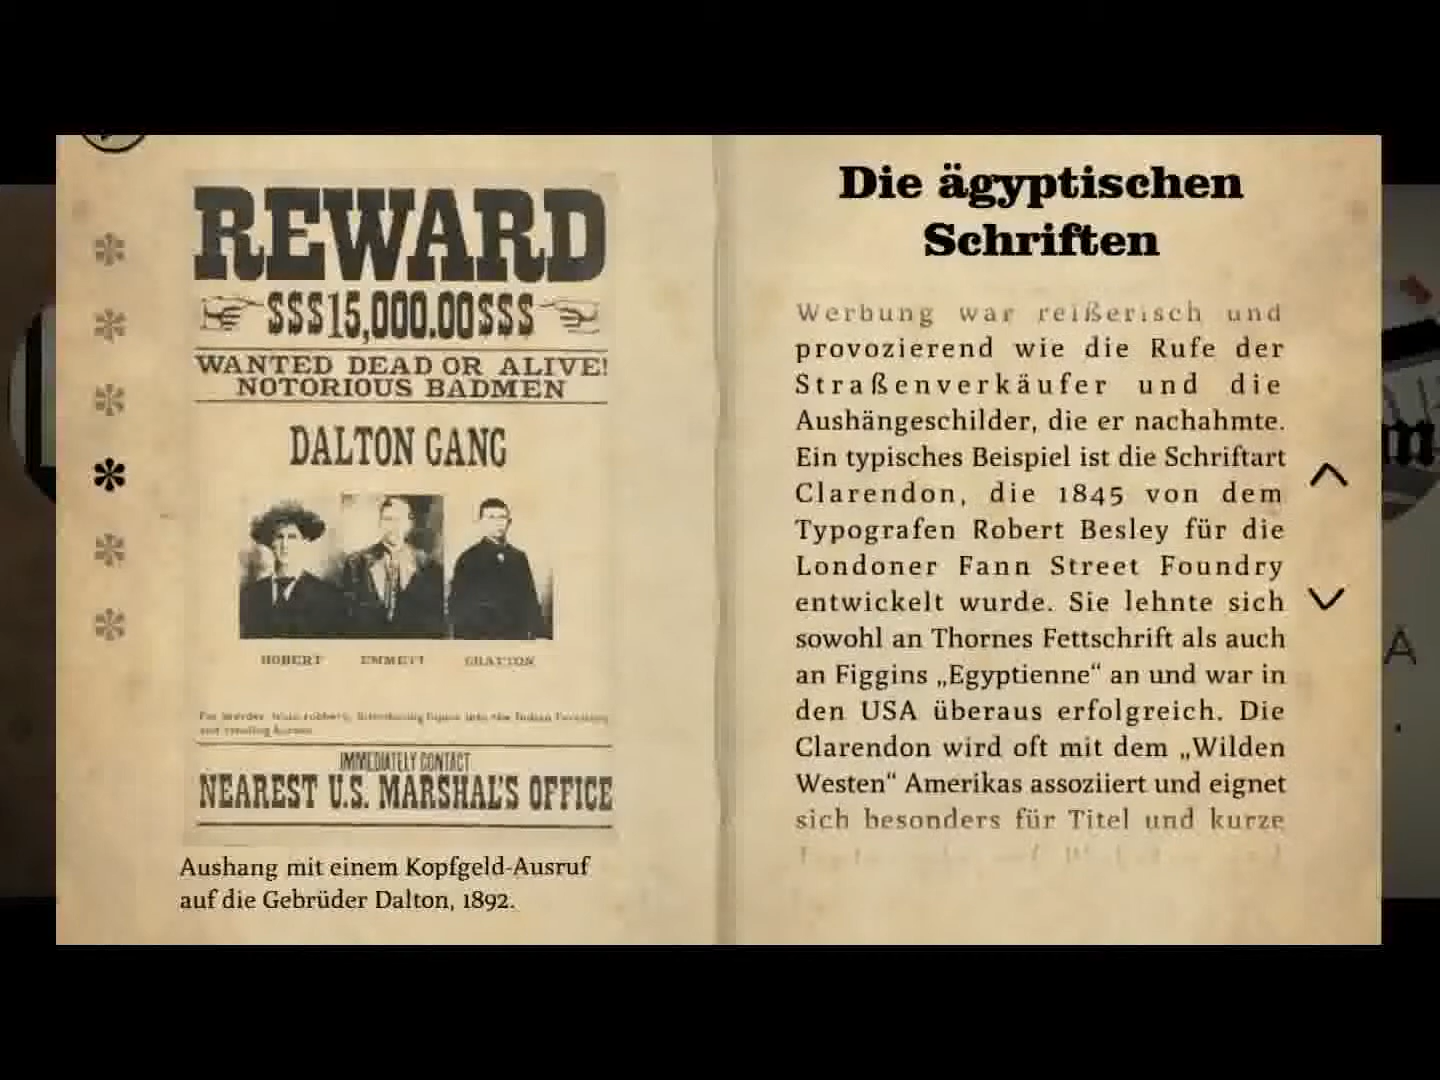 REWARD
$$$15,000.00$$$
WANTED DEAD OR ALIVE!
NOTORIOUS BADMEN
DALTON GANG
ROBERT EMMETT GRATTON
and stealing horses
IMMEDIATELY CONTACT
NEAREST U.S. MARSHAL'S OFFICE
Aushang mit einem Kopfgeld-Ausruf
auf die Gebrüder Dalton, 1892.
Die ägyptischen
Schriften
Werbung war reißerisch und
provozierend wie die Rufe der
Straßenverkäufer und die
Aushängeschilder, die er nachahmte.
Ein typisches Beispiel ist die Schriftart
Clarendon, die 1845 von dem
Typografen Robert Besley für die
Londoner Fann Street Foundry
entwickelt wurde. Sie lehnte sich
sowohl an Thornes Fettschrift als auch
an Figgins „Egyptienne“ an und war in
den USA überaus erfolgreich. Die
Clarendon wird oft mit dem „Wilden
Westen“ Amerikas assoziiert und eignet
sich besonders für Titel und kurze
m
A